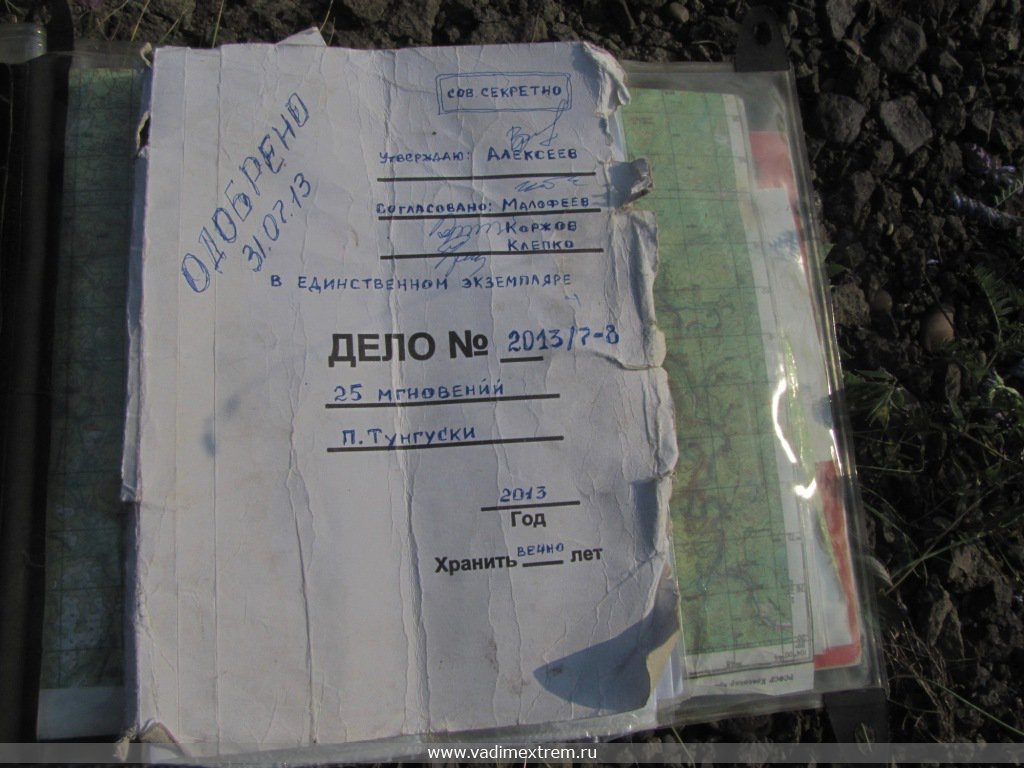 СОВ. СЕКРЕТНО
ОДОБРЕНО
31.07.13
Утверждаю: Алексеев
Согласовано: Малофеев
Коржов
Клепко
В ЕДИНСТВЕННОМ ЭКЗЕМПЛЯРЕ
ДЕЛО № 2013/7-8
25 мгновений
П. Тунгуски
2013
Год
Хранить вечно лет
www.vadimextrem.ru